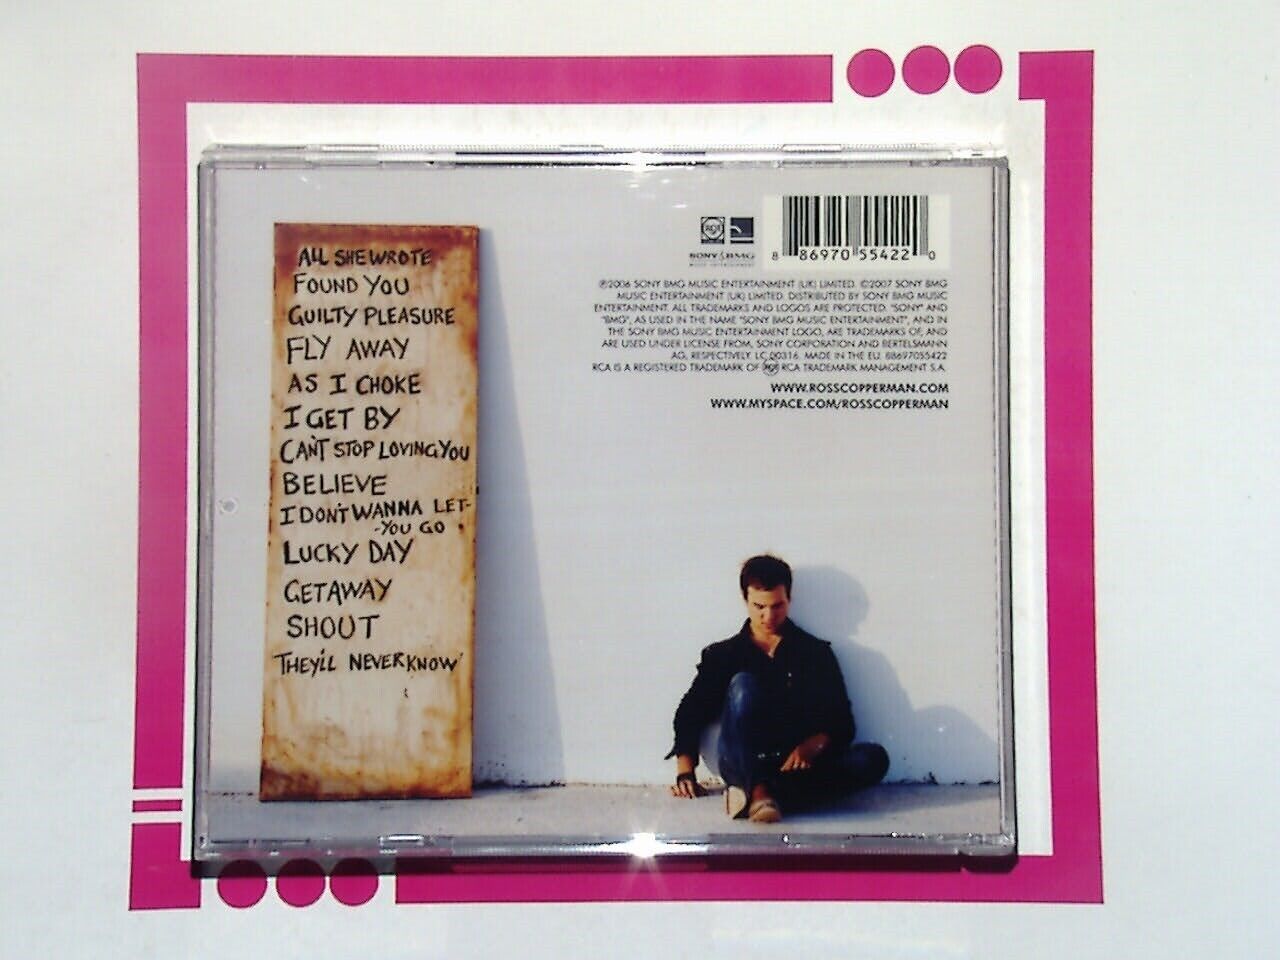 ALL SHE WROTE
FOUND YOU
GUILTY PLEASURE
FLY AWAY
AS I CHOKE
I GET BY
CAN'T STOP LOVING YOU
BELIEVE
I DON'T WANNA LET-
-YOU GO
LUCKY DAY
GETAWAY
SHOUT
THEY'LL NEVER KNOW
RCA
SONY BMG
MUSIC ENTERTAINMENT
8 86970 55422 0
℗2006 SONY BMG MUSIC ENTERTAINMENT (UK) LIMITED. ©2007 SONY BMG
MUSIC ENTERTAINMENT (UK) LIMITED. DISTRIBUTED BY SONY BMG MUSIC
ENTERTAINMENT. ALL TRADEMARKS AND LOGOS ARE PROTECTED. "SONY" AND
"BMG", AS USED IN THE NAME "SONY BMG MUSIC ENTERTAINMENT", AND IN
THE SONY BMG MUSIC ENTERTAINMENT LOGO, ARE TRADEMARKS OF, AND
ARE USED UNDER LICENSE FROM, SONY CORPORATION AND BERTELSMANN
AG, RESPECTIVELY. LC 00316. MADE IN THE EU. 88697055422
RCA IS A REGISTERED TRADEMARK OF RCA TRADEMARK MANAGEMENT S.A.
WWW.ROSSCOPPERMAN.COM
WWW.MYSPACE.COM/ROSSCOPPERMAN